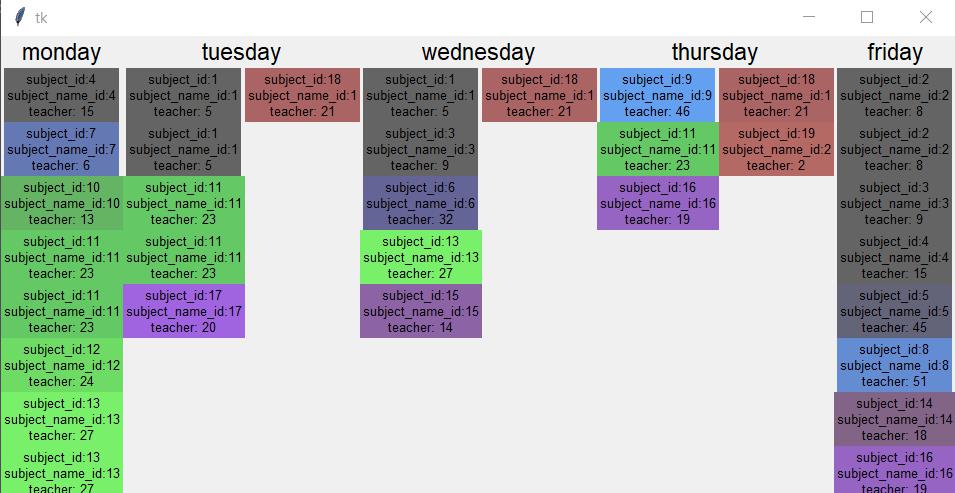 tk
monday
tuesday
wednesday
thursday
friday
subject_id:4
subject_name_id:4
teacher: 15
subject_id:7
subject_name_id:7
teacher: 6
subject_id:10
subject_name_id:10
teacher: 13
subject_id:11
subject_name_id:11
teacher: 23
subject_id:11
subject_name_id:11
teacher: 23
subject_id:12
subject_name_id:12
teacher: 24
subject_id:13
subject_name_id:13
teacher: 27
subject_id:13
subject_name_id:13
teacher: 27
subject_id:1
subject_name_id:1
teacher: 5
subject_id:1
subject_name_id:1
teacher: 5
subject_id:11
subject_name_id:11
teacher: 23
subject_id:11
subject_name_id:11
teacher: 23
subject_id:17
subject_name_id:17
teacher: 20
subject_id:18
subject_name_id:1
teacher: 21
subject_id:1
subject_name_id:1
teacher: 5
subject_id:3
subject_name_id:3
teacher: 9
subject_id:6
subject_name_id:6
teacher: 32
subject_id:13
subject_name_id:13
teacher: 27
subject_id:15
subject_name_id:15
teacher: 14
subject_id:18
subject_name_id:1
teacher: 21
subject_id:9
subject_name_id:9
teacher: 46
subject_id:11
subject_name_id:11
teacher: 23
subject_id:16
subject_name_id:16
teacher: 19
subject_id:18
subject_name_id:1
teacher: 21
subject_id:19
subject_name_id:2
teacher: 2
subject_id:2
subject_name_id:2
teacher: 8
subject_id:2
subject_name_id:2
teacher: 8
subject_id:3
subject_name_id:3
teacher: 9
subject_id:4
subject_name_id:4
teacher: 15
subject_id:5
subject_name_id:5
teacher: 45
subject_id:8
subject_name_id:8
teacher: 51
subject_id:14
subject_name_id:14
teacher: 18
subject_id:16
subject_name_id:16
teacher: 19